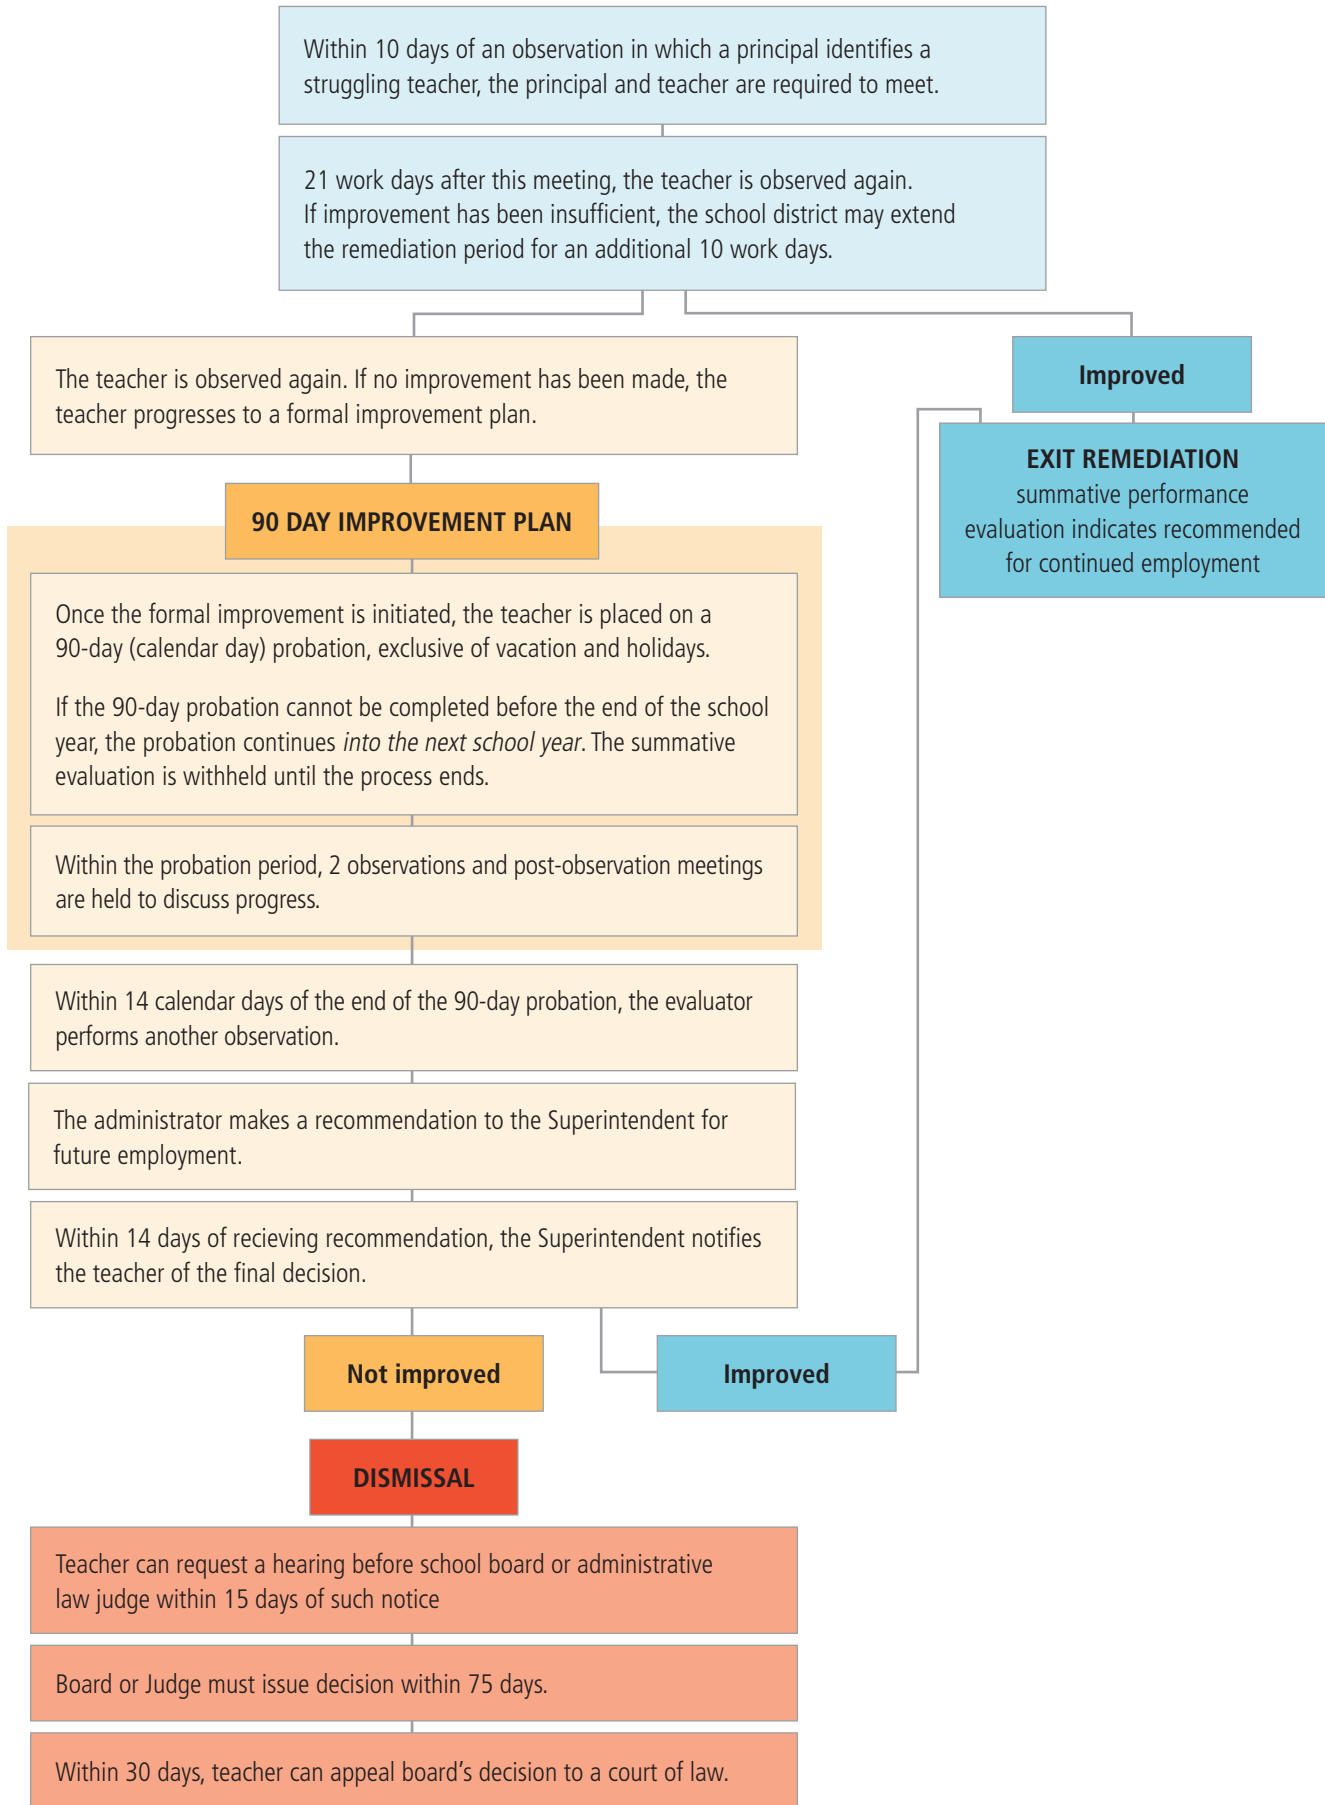 Within 10 days of an observation in which a principal identifies a
struggling teacher, the principal and teacher are required to meet.
21 work days after this meeting, the teacher is observed again.
If improvement has been insufficient, the school district may extend
the remediation period for an additional 10 work days.
The teacher is observed again. If no improvement has been made, the
teacher progresses to a formal improvement plan.
Improved
EXIT REMEDIATION
summative performance
evaluation indicates recommended
for continued employment
90 DAY IMPROVEMENT PLAN
Once the formal improvement is initiated, the teacher is placed on a
90-day (calendar day) probation, exclusive of vacation and holidays.
If the 90-day probation cannot be completed before the end of the school
year, the probation continues into the next school year. The summative
evaluation is withheld until the process ends.
Within the probation period, 2 observations and post-observation meetings
are held to discuss progress.
Within 14 calendar days of the end of the 90-day probation, the evaluator
performs another observation.
The administrator makes a recommendation to the Superintendent for
future employment.
Within 14 days of recieving recommendation, the Superintendent notifies
the teacher of the final decision.
Not improved
Improved
DISMISSAL
Teacher can request a hearing before school board or administrative
law judge within 15 days of such notice
Board or Judge must issue decision within 75 days.
Within 30 days, teacher can appeal board's decision to a court of law.